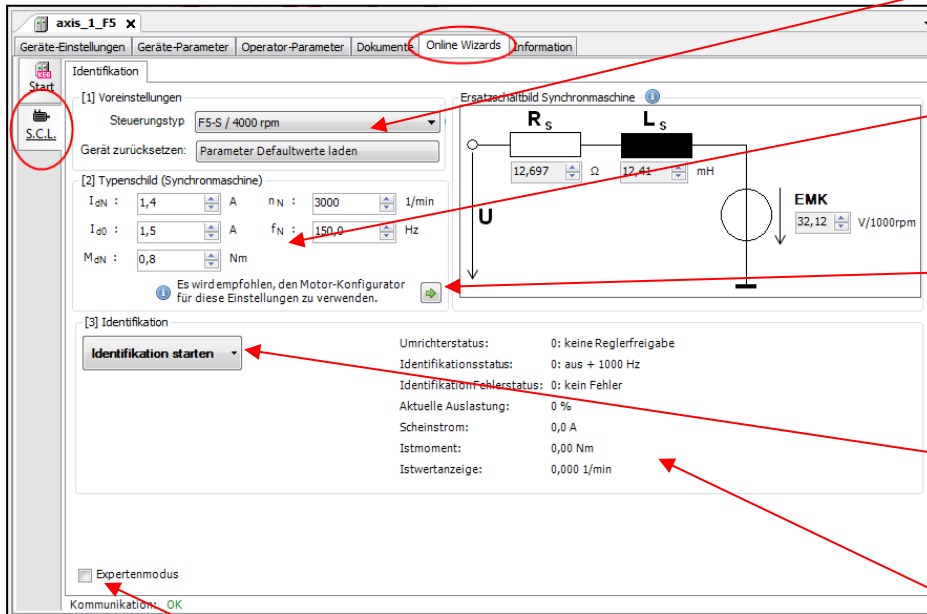 axis_1_F5 x
Geräte-Einstellungen Geräte-Parameter Operator-Parameter Dokumente Online Wizards Information
KEB
Start
S.C.L.
Identifikation
[1] Voreinstellungen
Steuerungstyp F5-S / 4000 rpm
Gerät zurücksetzen: Parameter Defaultwerte laden
[2] Typenschild (Synchronmaschine)
IdN : 1,4 A nN : 3000 1/min
Id0 : 1,5 A fN : 150,0 Hz
MdN : 0,8 Nm
Es wird empfohlen, den Motor-Konfigurator
für diese Einstellungen zu verwenden.
Ersatzschaltbild Synchronmaschine
RS LS
12,697 Ω 12,41 mH
U
EMK
32,12 V/1000rpm
[3] Identifikation
Identifikation starten
Umrichterstatus: 0: keine Reglerfreigabe
Identifikationsstatus: 0: aus + 1000 Hz
Identifikation Fehlerstatus: 0: kein Fehler
Aktuelle Auslastung: 0 %
Scheinstrom: 0,0 A
Istmoment: 0,00 Nm
Istwertanzeige: 0,000 1/min
Expertenmodus
Kommunikation: OK